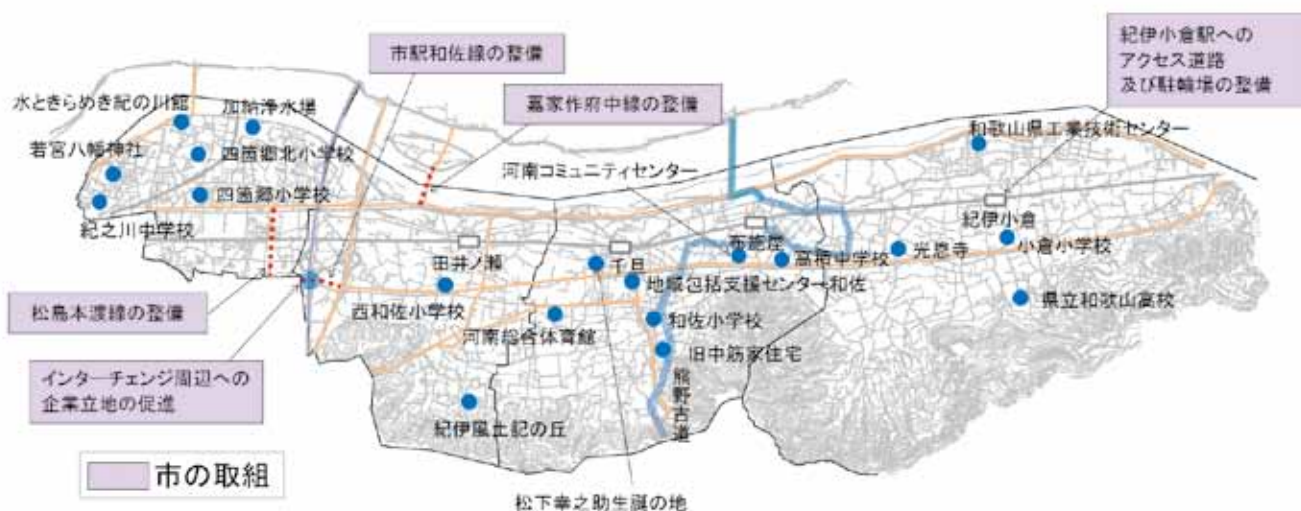 紀伊小倉駅への
アクセス道路
及び駐輪場の整備
市駅和佐線の整備
嘉家作府中線の整備
水ときらめき紀の川館
加納浄水場
若宮八幡神社
四箇郷北小学校
四箇郷小学校
紀之川中学校
河南コミュニティセンター
和歌山県工業技術センター
紀伊小倉
小倉小学校
布施屋
高積中学校
光恩寺
田井ノ瀬
千旦
地域包括支援センター和佐
県立和歌山高校
西和佐小学校
河南総合体育館
和佐小学校
旧中筋家住宅
熊野古道
松島本渡線の整備
インターチェンジ周辺への
企業立地の促進
紀伊風土記の丘
市の取組
松下幸之助生誕の地